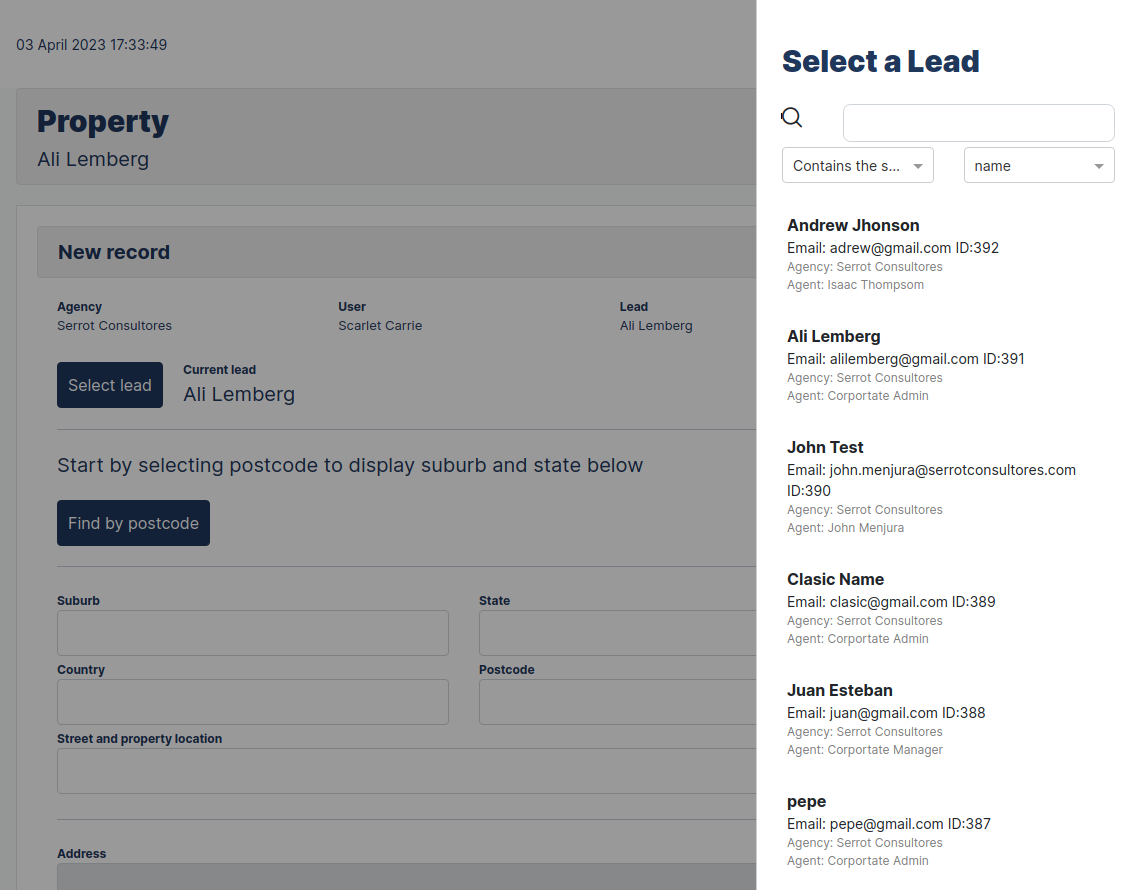 03 April 2023 17:33:49
Property
Ali Lemberg
New record
Agency User Lead
Serrot Consultores Scarlet Carrie Ali Lemberg
Select lead
Current lead
Ali Lemberg
Start by selecting postcode to display suburb and state below
Find by postcode
Suburb State
Country Postcode
Street and property location
Address
Select a Lead
Contains the s... name
Andrew Jhonson
Email: adrew@gmail.com ID:392
Agency: Serrot Consultores
Agent: Isaac Thompsom
Ali Lemberg
Email: alilemberg@gmail.com ID:391
Agency: Serrot Consultores
Agent: Corportate Admin
John Test
Email: john.menjura@serrotconsultores.com
ID:390
Agency: Serrot Consultores
Agent: John Menjura
Clasic Name
Email: clasic@gmail.com ID:389
Agency: Serrot Consultores
Agent: Corportate Admin
Juan Esteban
Email: juan@gmail.com ID:388
Agency: Serrot Consultores
Agent: Corportate Manager
pepe
Email: pepe@gmail.com ID:387
Agency: Serrot Consultores
Agent: Corportate Admin